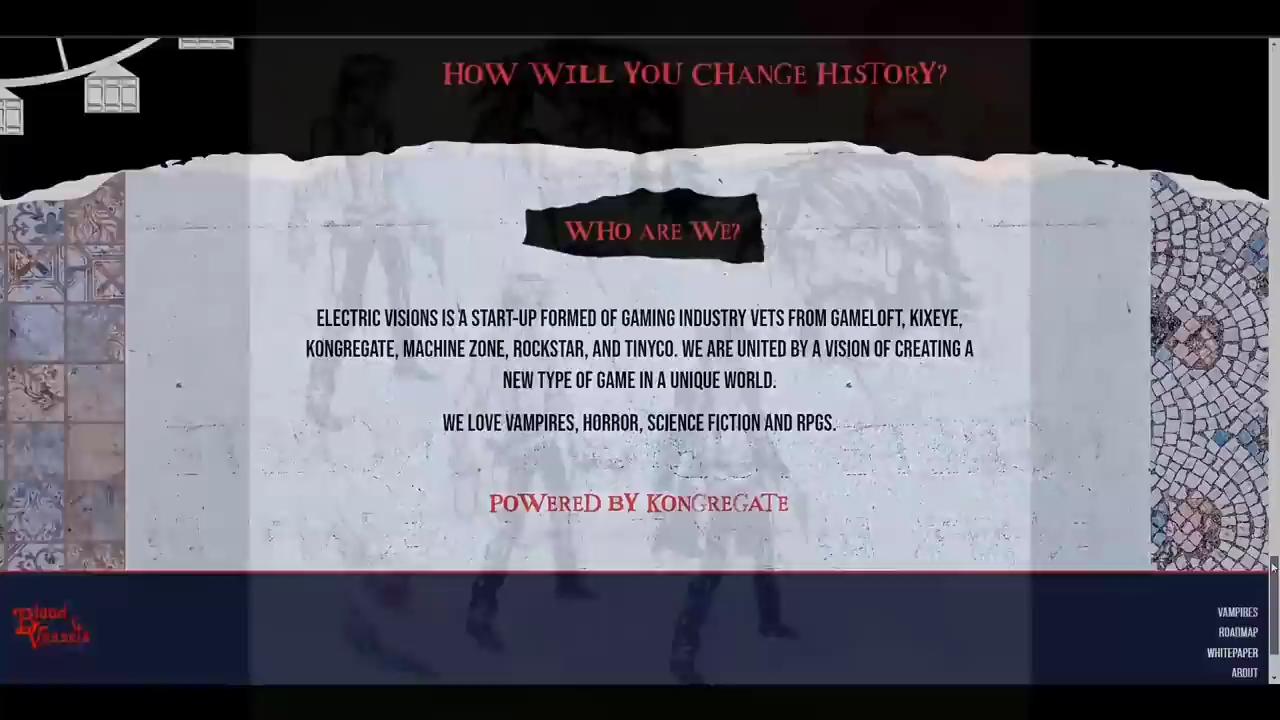 HOW WILL YOU CHANGE HISTORY?
WHO ARE WE?
ELECTRIC VISIONS IS A START-UP FORMED OF GAMING INDUSTRY VETS FROM GAMELOFT, KIXEYE,
KONGREGATE, MACHINE ZONE, ROCKSTAR, AND TINYCO. WE ARE UNITED BY A VISION OF CREATING A
NEW TYPE OF GAME IN A UNIQUE WORLD.
WE LOVE VAMPIRES, HORROR, SCIENCE FICTION AND RPGS.
POWERED BY KONGREGATE
Blood
Vessels
VAMPIRES
ROADMAP
WHITEPAPER
ABOUT